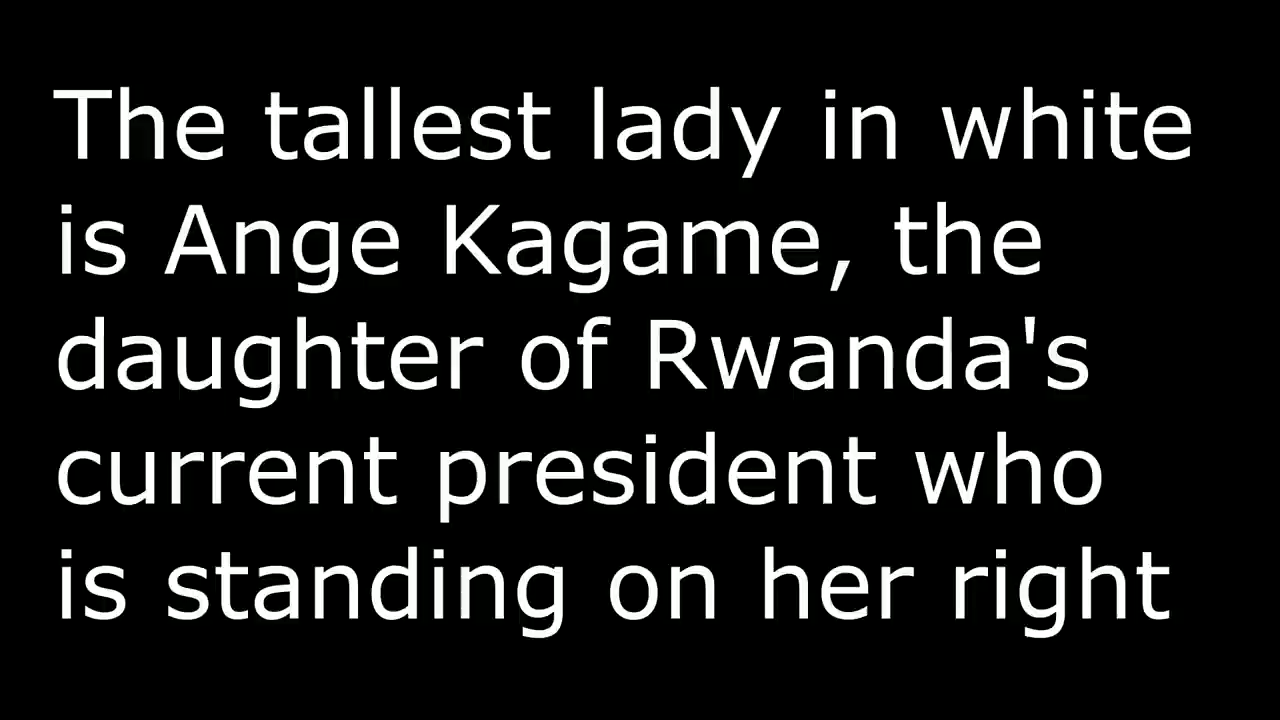 The tallest lady in white
is Ange Kagame, the
daughter of Rwanda's
current president who
is standing on her right